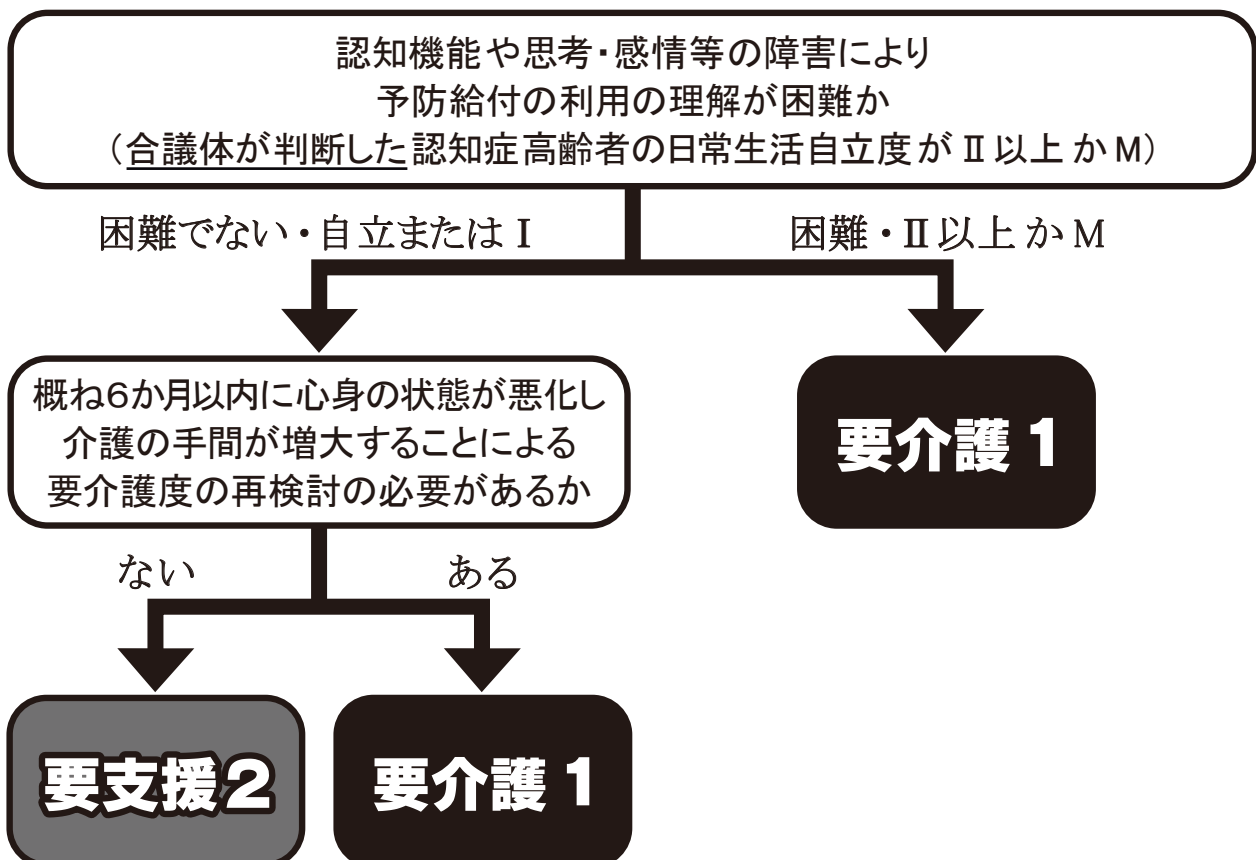 認知機能や思考・感情等の障害により
予防給付の利用の理解が困難か
（合議体が判断した認知症高齢者の日常生活自立度がⅡ以上かM）
困難でない・自立またはⅠ
困難・Ⅱ以上かM
概ね６か月以内に心身の状態が悪化し
介護の手間が増大することによる
要介護度の再検討の必要があるか
要介護１
ない
ある
要支援２
要介護１